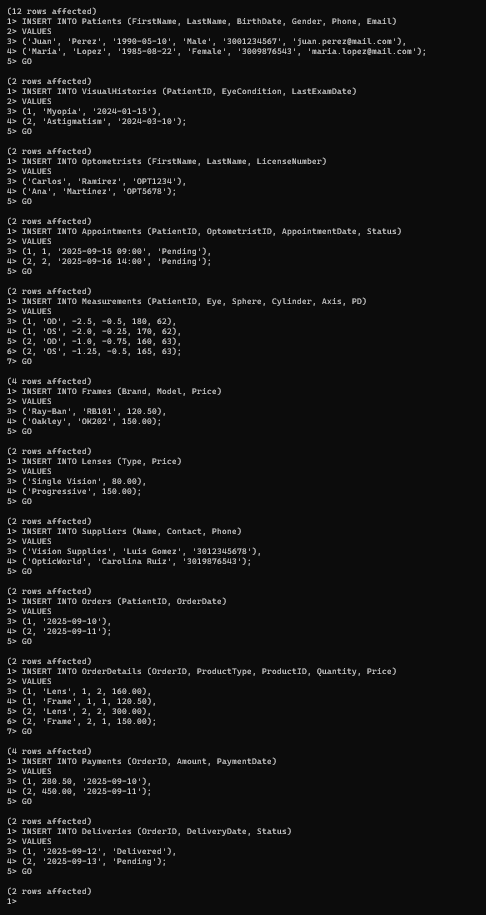 (12 rows affected)
1> INSERT INTO Patients (FirstName, LastName, BirthDate, Gender, Phone, Email)
2> VALUES
3> ('Juan', 'Perez', '1990-05-10', 'Male', '3001234567', 'juan.perez@mail.com'),
4> ('Maria', 'Lopez', '1985-08-22', 'Female', '3009876543', 'maria.lopez@mail.com');
5> GO

(2 rows affected)
1> INSERT INTO VisualHistories (PatientID, EyeCondition, LastExamDate)
2> VALUES
3> (1, 'Myopia', '2024-01-15'),
4> (2, 'Astigmatism', '2024-03-10');
5> GO

(2 rows affected)
1> INSERT INTO Optometrists (FirstName, LastName, LicenseNumber)
2> VALUES
3> ('Carlos', 'Ramirez', 'OPT1234'),
4> ('Ana', 'Martinez', 'OPT5678');
5> GO

(2 rows affected)
1> INSERT INTO Appointments (PatientID, OptometristID, AppointmentDate, Status)
2> VALUES
3> (1, 1, '2025-09-15 09:00', 'Pending'),
4> (2, 2, '2025-09-16 14:00', 'Pending');
5> GO

(2 rows affected)
1> INSERT INTO Measurements (PatientID, Eye, Sphere, Cylinder, Axis, PD)
2> VALUES
3> (1, 'OD', -2.5, -0.5, 180, 62),
4> (1, 'OS', -2.0, -0.25, 170, 62),
5> (2, 'OD', -1.0, -0.75, 160, 63),
6> (2, 'OS', -1.25, -0.5, 165, 63);
7> GO

(4 rows affected)
1> INSERT INTO Frames (Brand, Model, Price)
2> VALUES
3> ('Ray-Ban', 'RB101', 120.50),
4> ('Oakley', 'OK202', 150.00);
5> GO

(2 rows affected)
1> INSERT INTO Lenses (Type, Price)
2> VALUES
3> ('Single Vision', 80.00),
4> ('Progressive', 150.00);
5> GO

(2 rows affected)
1> INSERT INTO Suppliers (Name, Contact, Phone)
2> VALUES
3> ('Vision Supplies', 'Luis Gomez', '3012345678'),
4> ('OpticWorld', 'Carolina Ruiz', '3019876543');
5> GO

(2 rows affected)
1> INSERT INTO Orders (PatientID, OrderDate)
2> VALUES
3> (1, '2025-09-10'),
4> (2, '2025-09-11');
5> GO

(2 rows affected)
1> INSERT INTO OrderDetails (OrderID, ProductType, ProductID, Quantity, Price)
2> VALUES
3> (1, 'Lens', 1, 2, 160.00),
4> (1, 'Frame', 1, 1, 120.50),
5> (2, 'Lens', 2, 2, 300.00),
6> (2, 'Frame', 2, 1, 150.00);
7> GO

(4 rows affected)
1> INSERT INTO Payments (OrderID, Amount, PaymentDate)
2> VALUES
3> (1, 280.50, '2025-09-10'),
4> (2, 450.00, '2025-09-11');
5> GO

(2 rows affected)
1> INSERT INTO Deliveries (OrderID, DeliveryDate, Status)
2> VALUES
3> (1, '2025-09-12', 'Delivered'),
4> (2, '2025-09-13', 'Pending');
5> GO

(2 rows affected)
1>